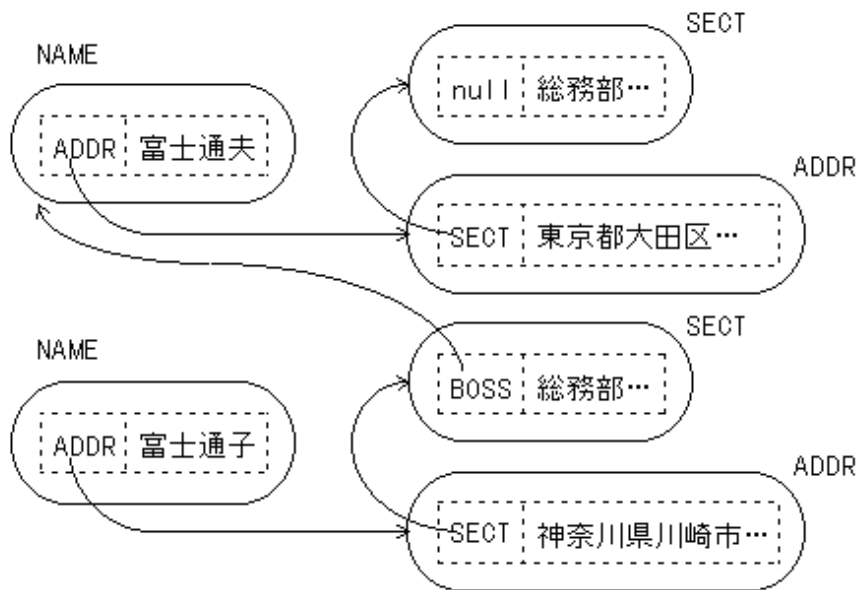 SECT
NAME
null 総務部…
ADDR 富士通夫
ADDR
SECT 東京都大田区…
SECT
NAME
BOSS 総務部…
ADDR 富士通子
ADDR
SECT 神奈川県川崎市…